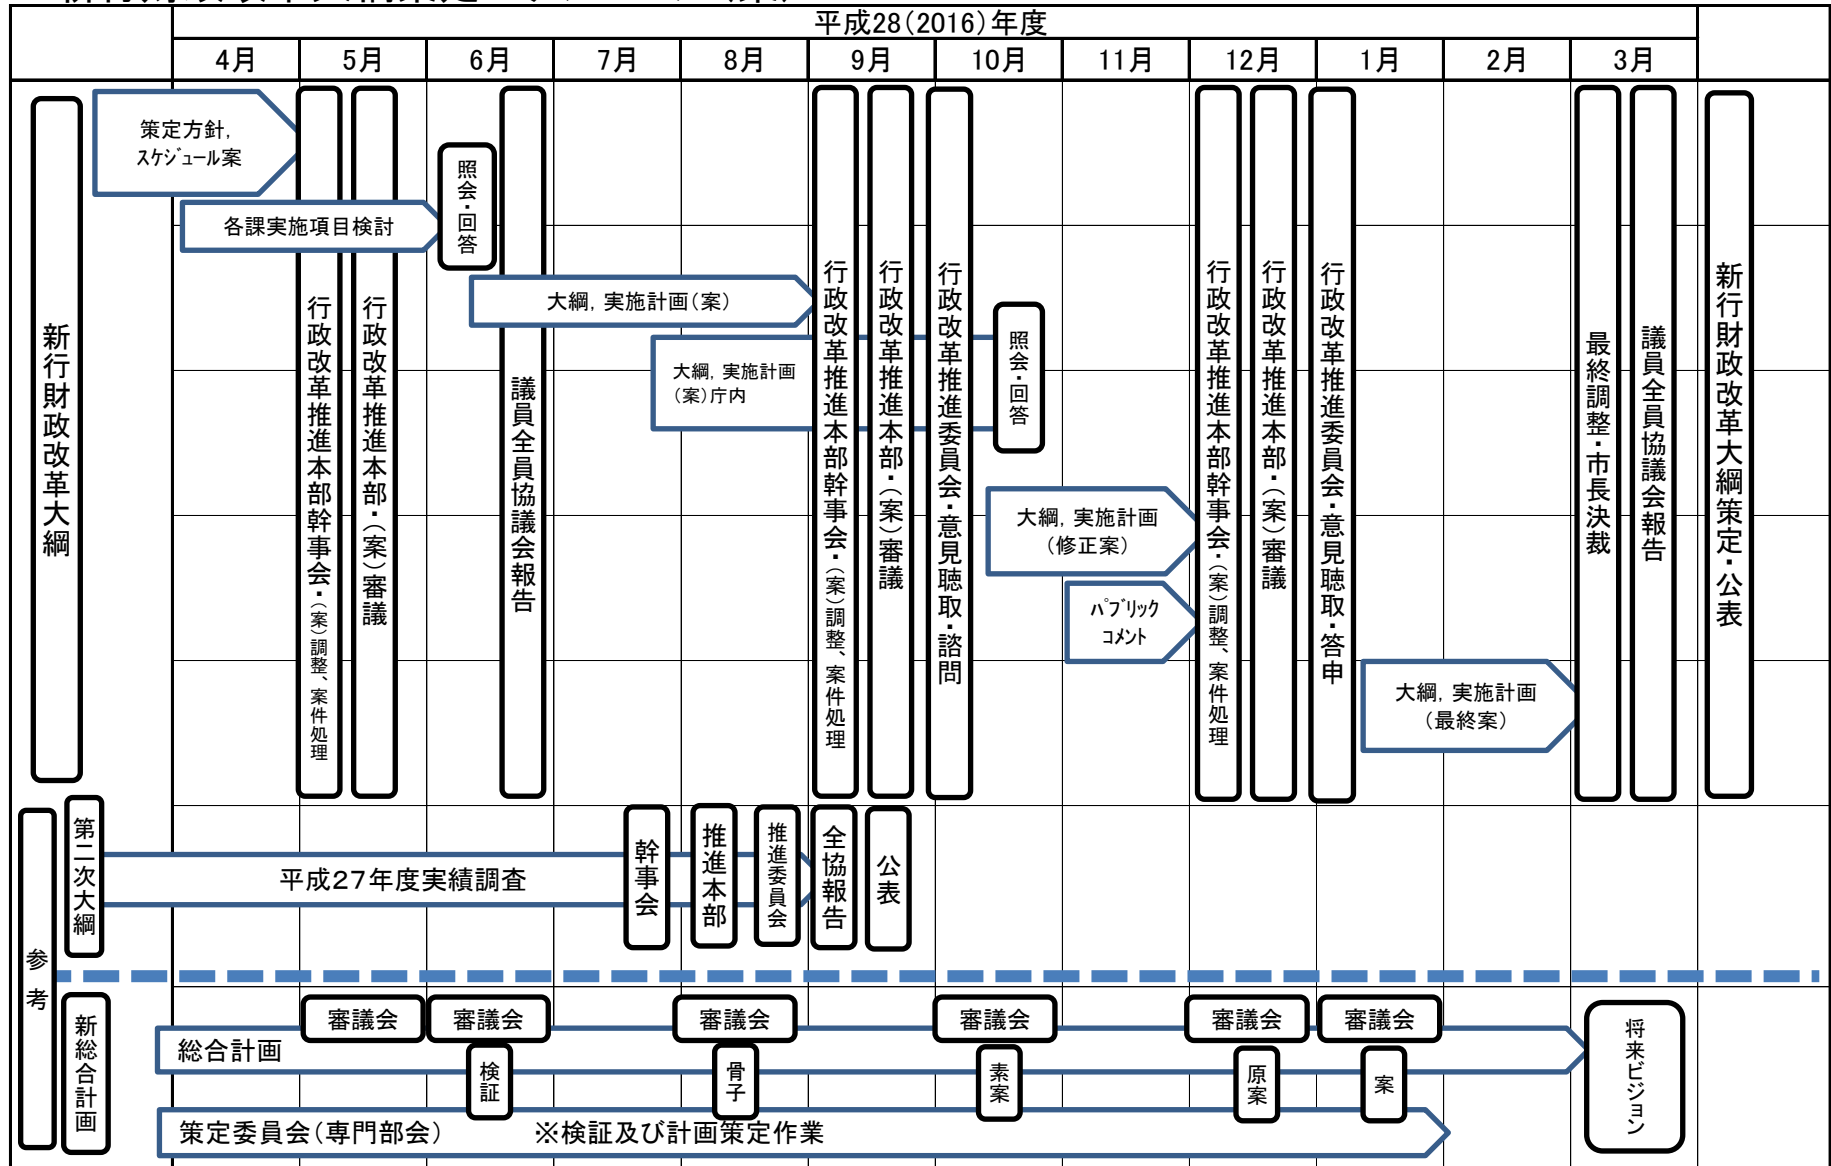 平成28(2016)年度
4月 5月 6月 7月 8月 9月 10月 11月 12月 1月 2月 3月
新行財政改革大綱
策定方針,
スケジュール案
各課実施項目検討
行政改革推進本部幹事会・(案)調整、案件処理
行政改革推進本部・(案)審議
照会・回答
議員全員協議会報告
大綱, 実施計画(案)
大綱, 実施計画
(案)庁内
行政改革推進本部幹事会・(案)調整、案件処理
行政改革推進本部・(案)審議
行政改革推進委員会・意見聴取・諮問
照会・回答
大綱, 実施計画
(修正案)
パブリック
コメント
行政改革推進本部幹事会・(案)調整、案件処理
行政改革推進本部・(案)審議
行政改革推進委員会・意見聴取・答申
大綱, 実施計画
(最終案)
最終調整・市長決裁
議員全員協議会報告
新行財政改革大綱策定・公表
参考
第二次大綱
平成27年度実績調査
幹事会
推進本部
推進委員会
全協報告
公表
新総合計画
審議会 審議会 審議会 審議会 審議会 審議会
総合計画
検証
骨子
素案
原案
案
将来ビジョン
策定委員会(専門部会) ※検証及び計画策定作業